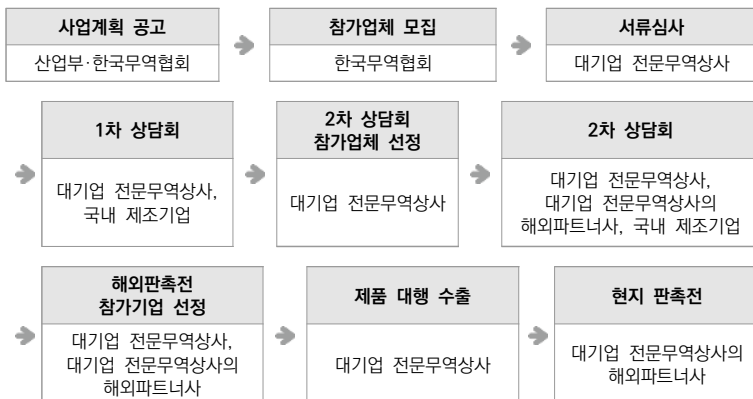 사업계획 공고
산업부·한국무역협회
참가업체 모집
한국무역협회
서류심사
대기업 전문무역상사
1차 상담회
대기업 전문무역상사,
국내 제조기업
2차 상담회
참가업체 선정
대기업 전문무역상사
2차 상담회
대기업 전문무역상사,
대기업 전문무역상사의
해외파트너사, 국내 제조기업
해외판촉전
참가기업 선정
대기업 전문무역상사,
대기업 전문무역상사의
해외파트너사
제품 대행 수출
대기업 전문무역상사
현지 판촉전
대기업 전문무역상사의
해외파트너사